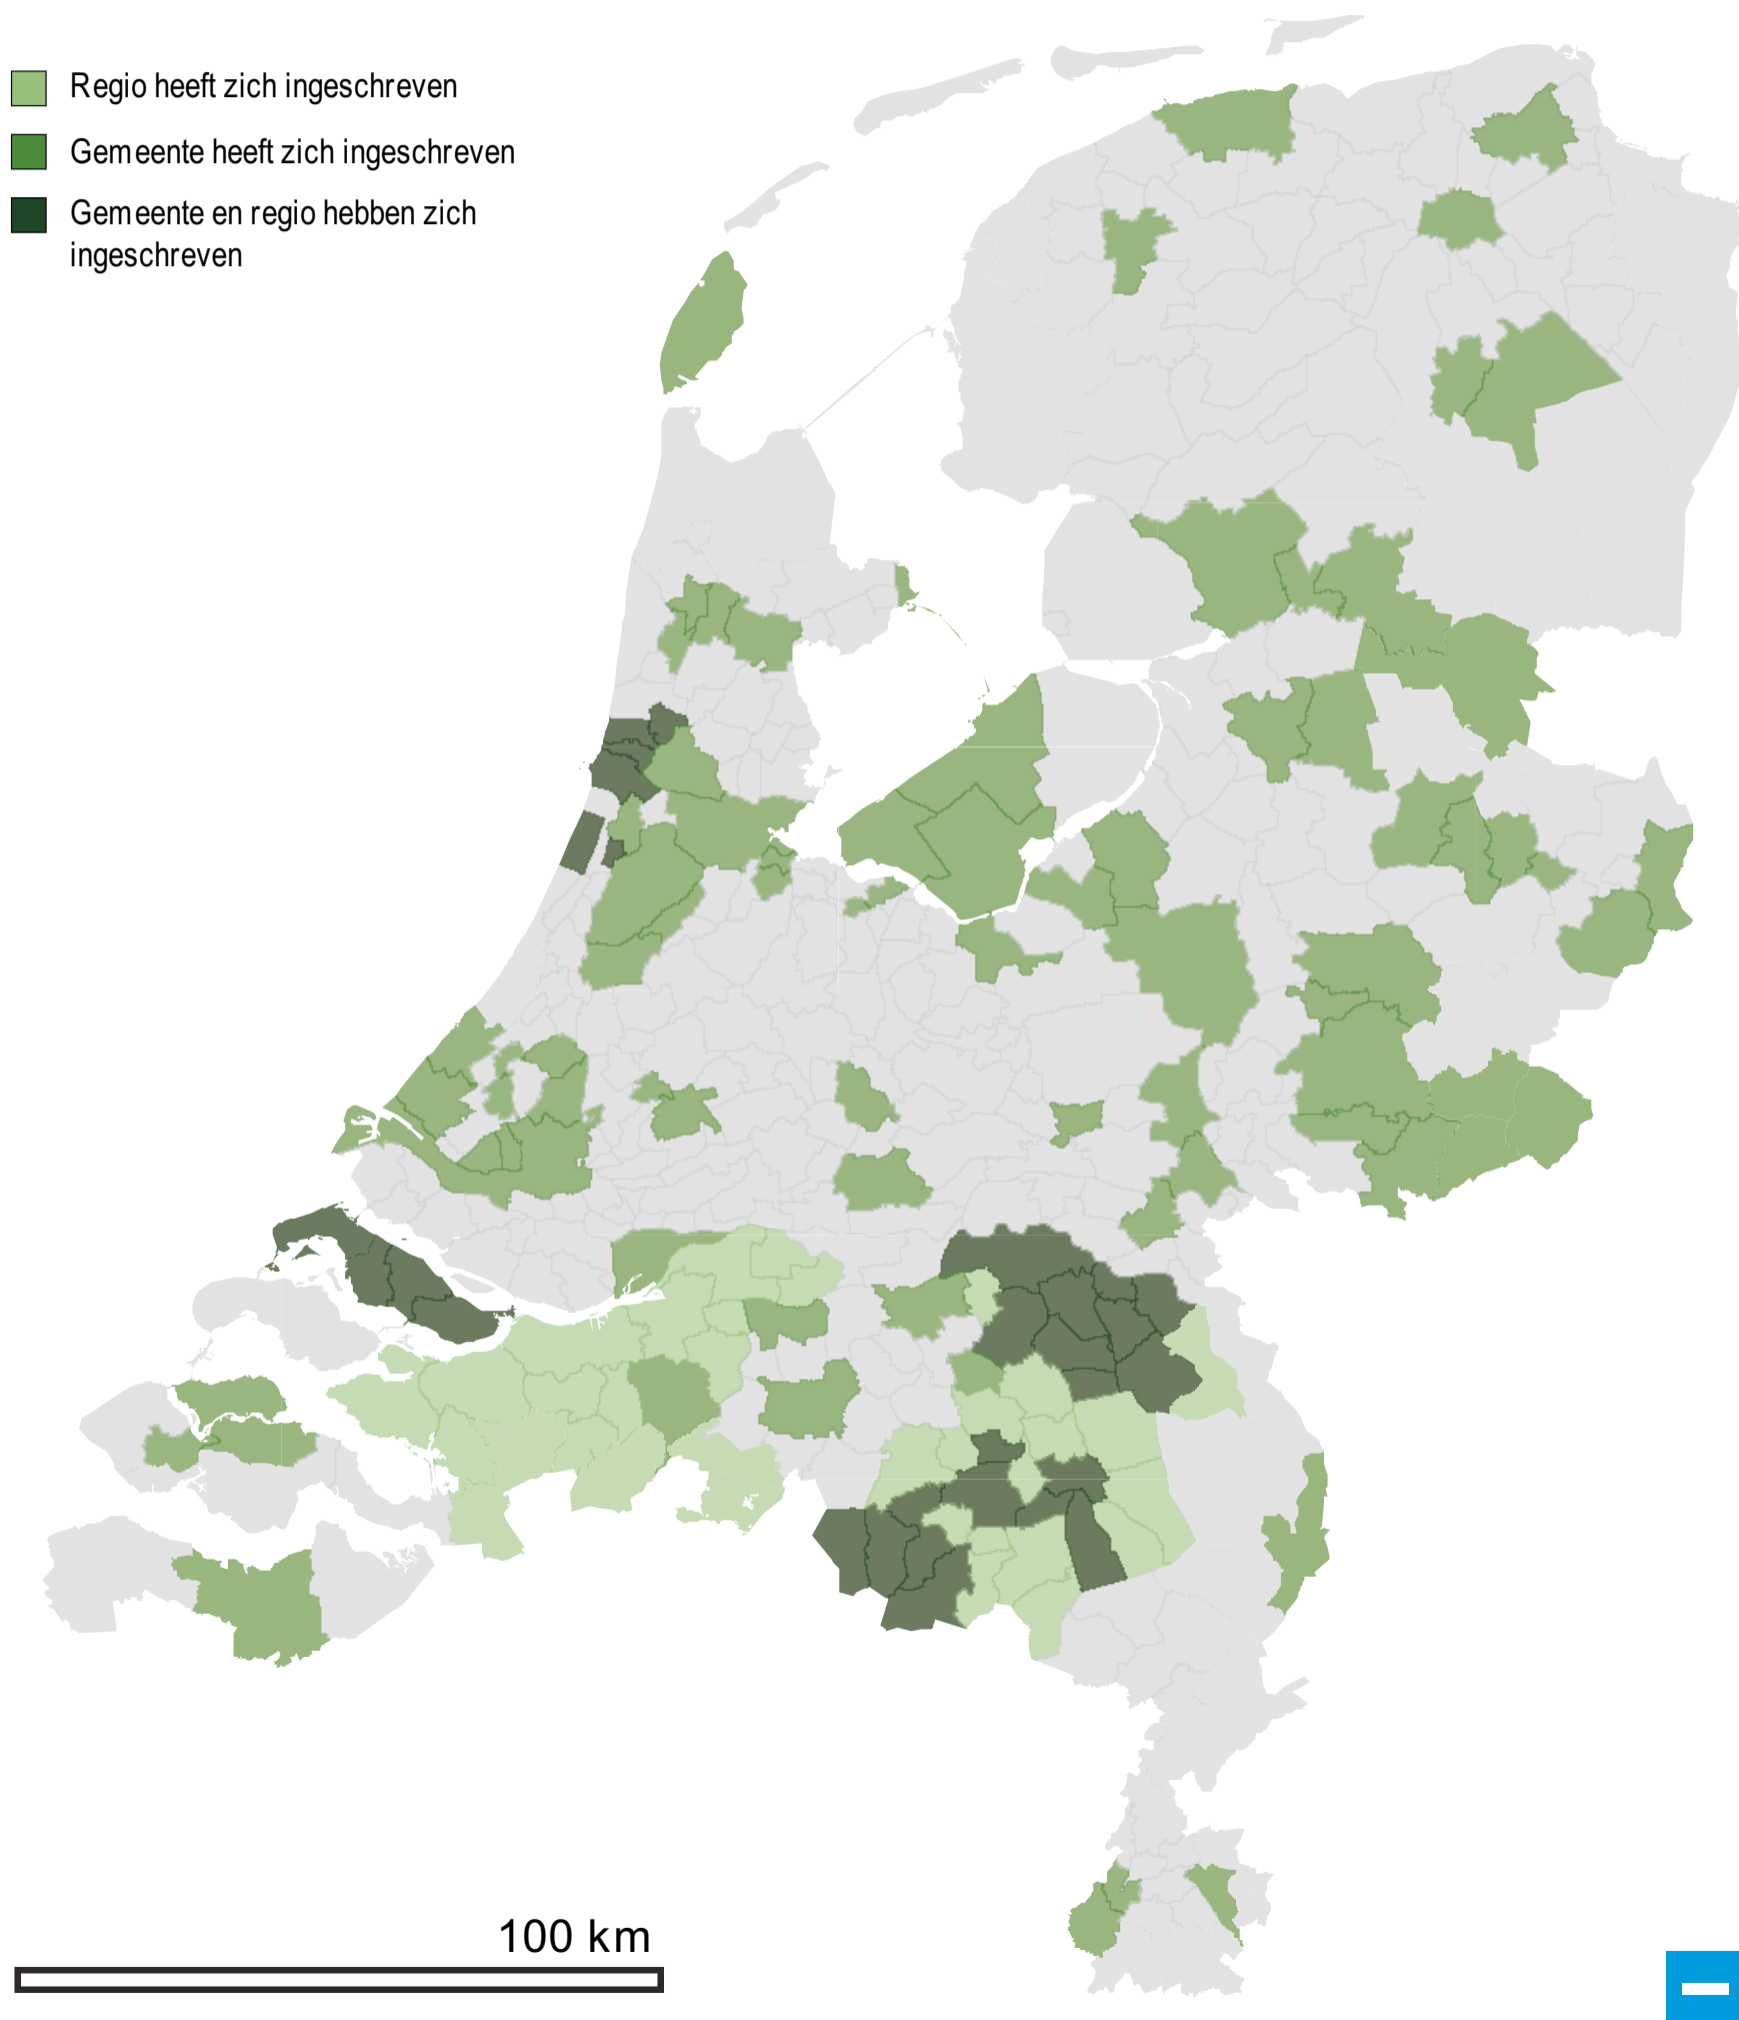 Regio heeft zich ingeschreven
Gemeente heeft zich ingeschreven
Gemeente en regio hebben zich
ingeschreven
100 km